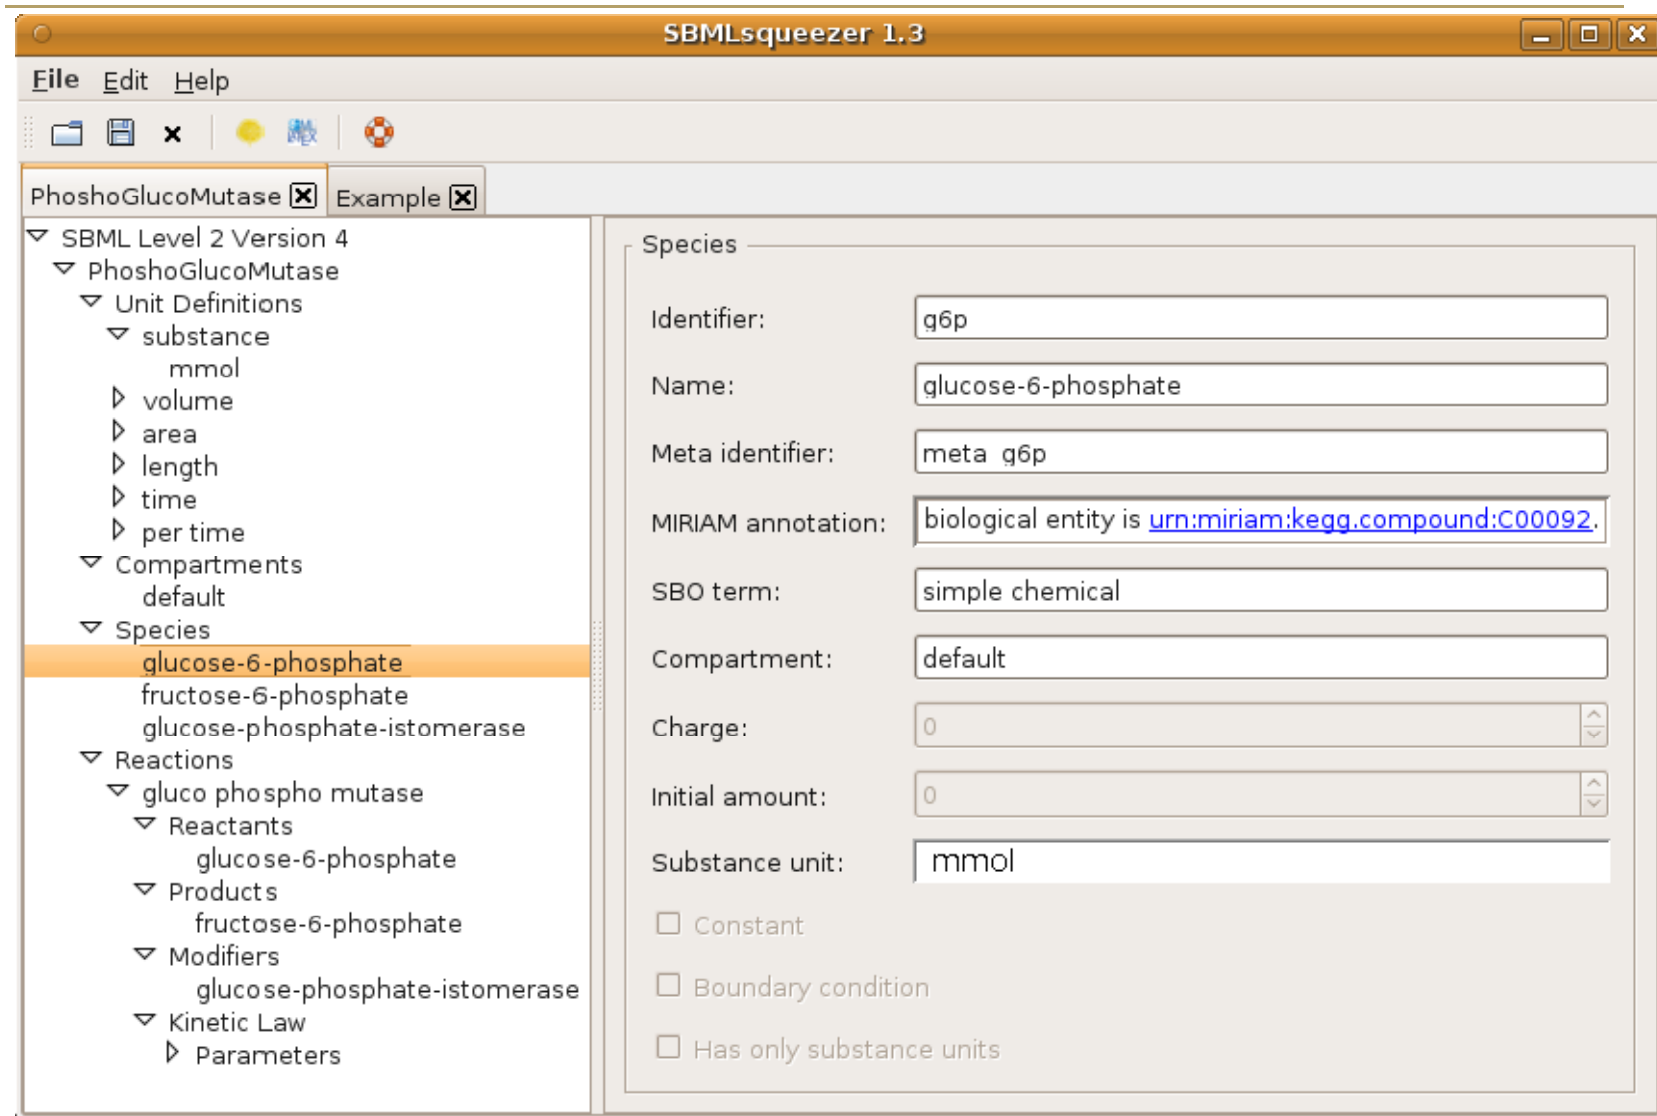 SBMLsqueezer 1.3
File Edit Help
PhoshoGlucoMutase Example
SBML Level 2 Version 4
PhoshoGlucoMutase
Unit Definitions
substance
mmol
volume
area
length
time
per time
Compartments
default
Species
glucose-6-phosphate
fructose-6-phosphate
glucose-phosphate-istomerase
Reactions
gluco phospho mutase
Reactants
glucose-6-phosphate
Products
fructose-6-phosphate
Modifiers
glucose-phosphate-istomerase
Kinetic Law
Parameters
Species
Identifier: g6p
Name: glucose-6-phosphate
Meta identifier: meta_g6p
MIRIAM annotation: biological entity is urn:miriam:kegg.compound:C00092.
SBO term: simple chemical
Compartment: default
Charge: 0
Initial amount: 0
Substance unit: mmol
Constant
Boundary condition
Has only substance units